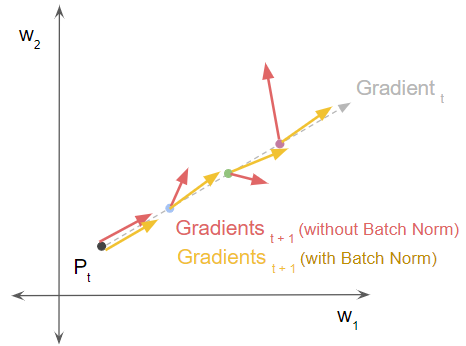 w2
Gradient t
Gradients t + 1 (without Batch Norm)
Gradients t + 1 (with Batch Norm)
Pt
w1